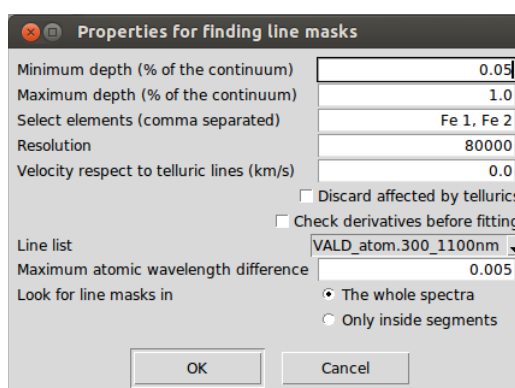 Properties for finding line masks
Minimum depth (% of the continuum) 0.05
Maximum depth (% of the continuum) 1.0
Select elements (comma separated) Fe 1, Fe 2
Resolution 80000
Velocity respect to telluric lines (km/s) 0.0
Discard affected by tellurics
Check derivatives before fitting
Line list VALD_atom.300_1100nm
Maximum atomic wavelength difference 0.005
Look for line masks in The whole spectra
Only inside segments
OK Cancel